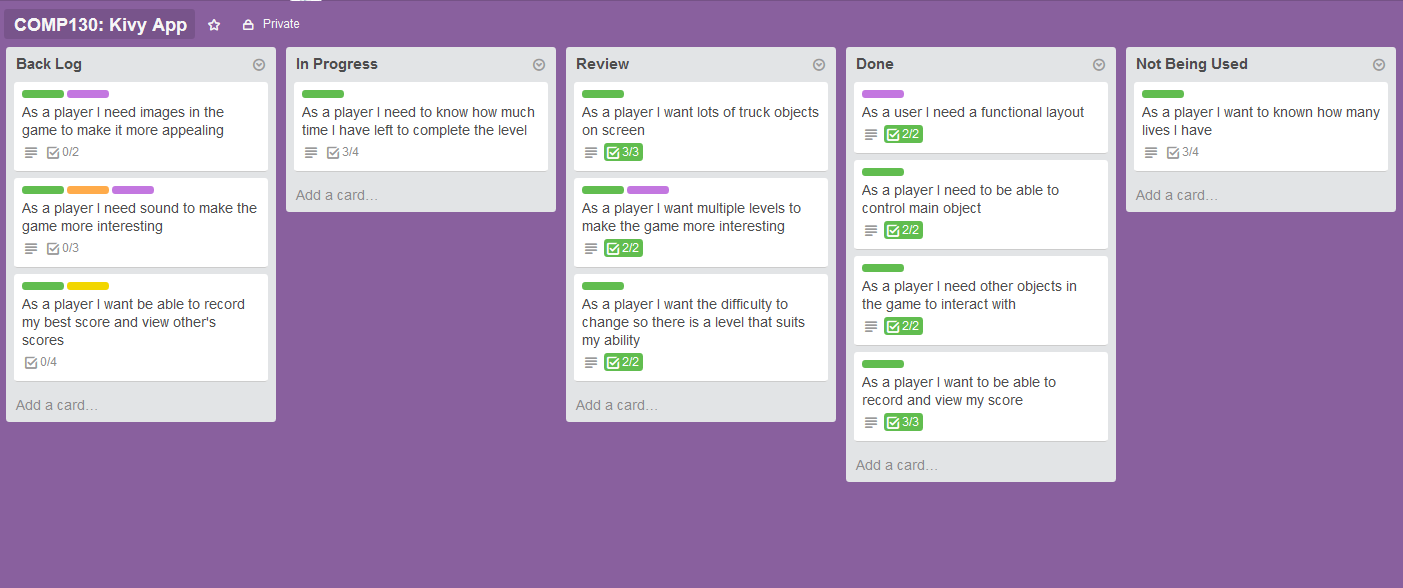 COMP130: Kivy App
Private
Back Log
As a player I need images in the
game to make it more appealing
0/2
As a player I need sound to make the
game more interesting
0/3
As a player I want be able to record
my best score and view other's
scores
0/4
Add a card…
In Progress
As a player I need to know how much
time I have left to complete the level
3/4
Add a card…
Review
As a player I want lots of truck objects
on screen
3/3
As a player I want multiple levels to
make the game more interesting
2/2
As a player I want the difficulty to
change so there is a level that suits
my ability
2/2
Add a card…
Done
As a user I need a functional layout
2/2
As a player I need to be able to
control main object
2/2
As a player I need other objects in
the game to interact with
2/2
As a player I want to be able to
record and view my score
3/3
Add a card…
Not Being Used
As a player I want to known how many
lives I have
3/4
Add a card…